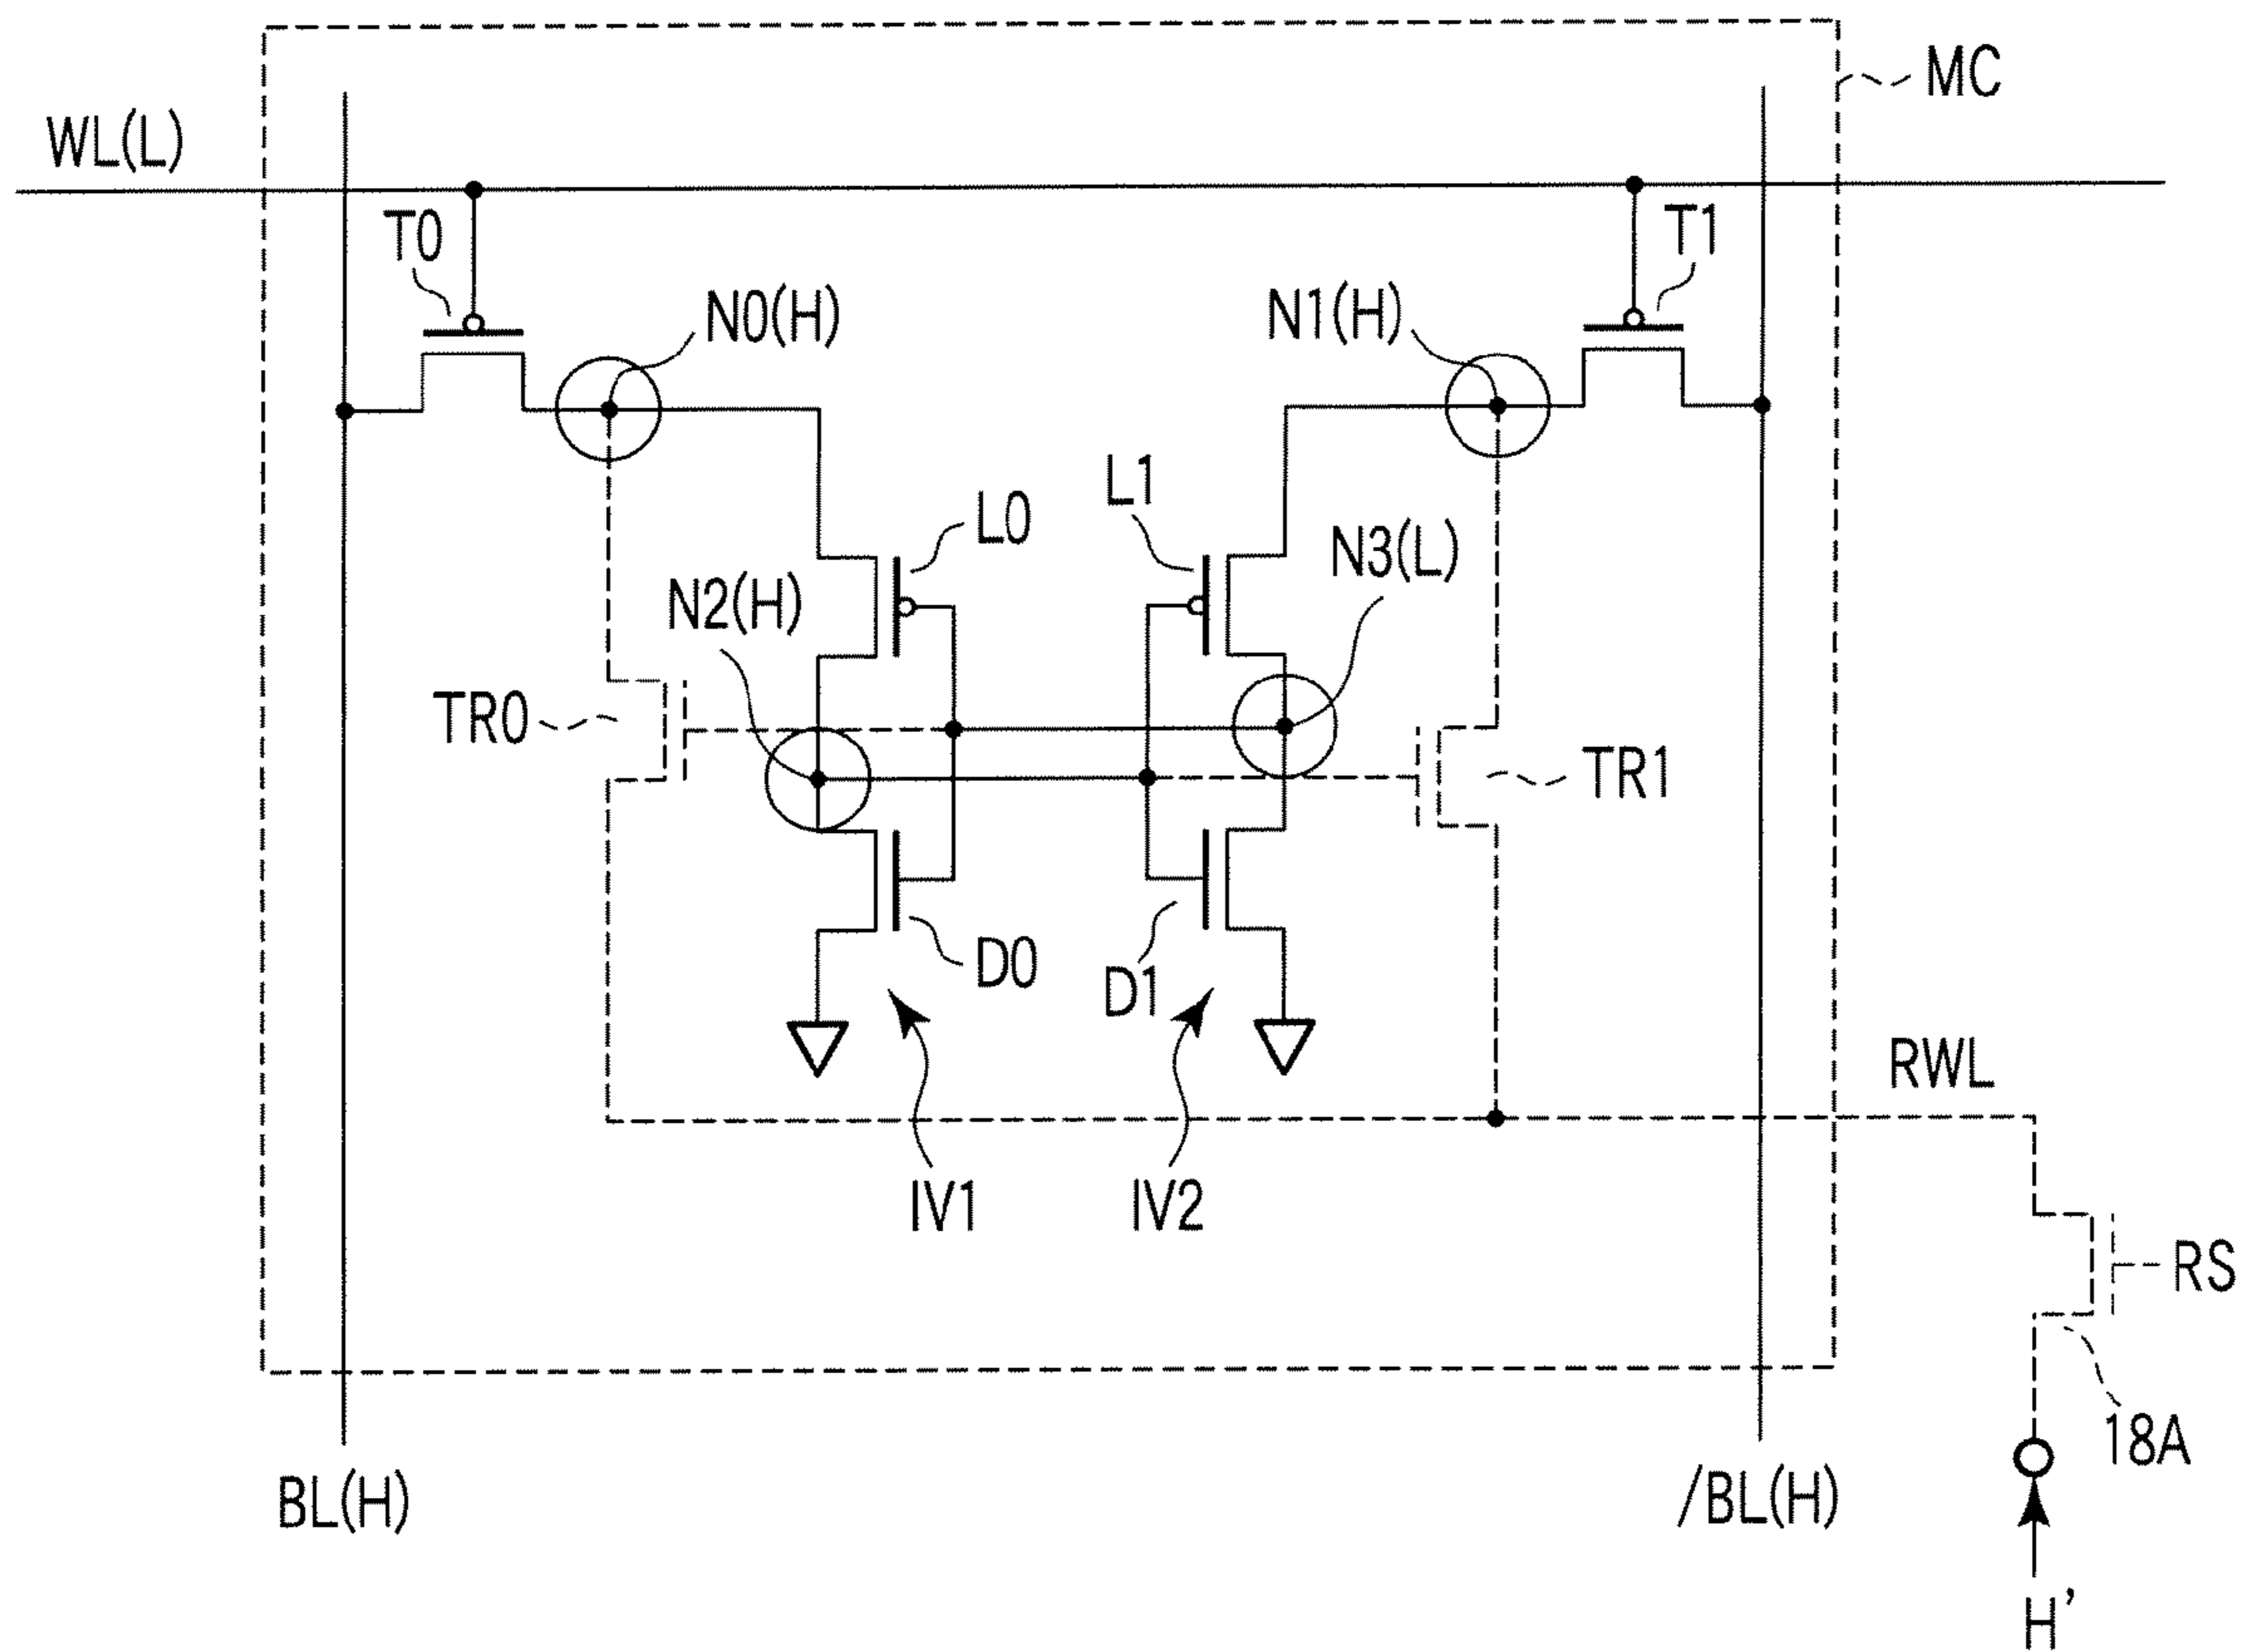 MC
WL(L)
T0
T1
N0(H)
N1(H)
L0
L1
N3(L)
N2(H)
TR0
TR1
D0
D1
RWL
IV1
IV2
RS
18A
BL(H)
/BL(H)
H'